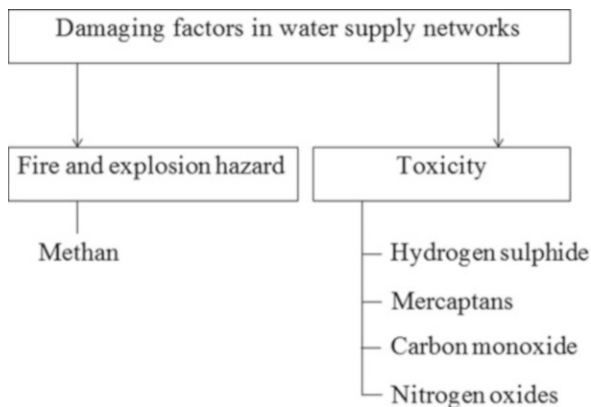 Damaging factors in water supply networks
Fire and explosion hazard
Toxicity
Methan
Hydrogen sulphide
Mercaptans
Carbon monoxide
Nitrogen oxides